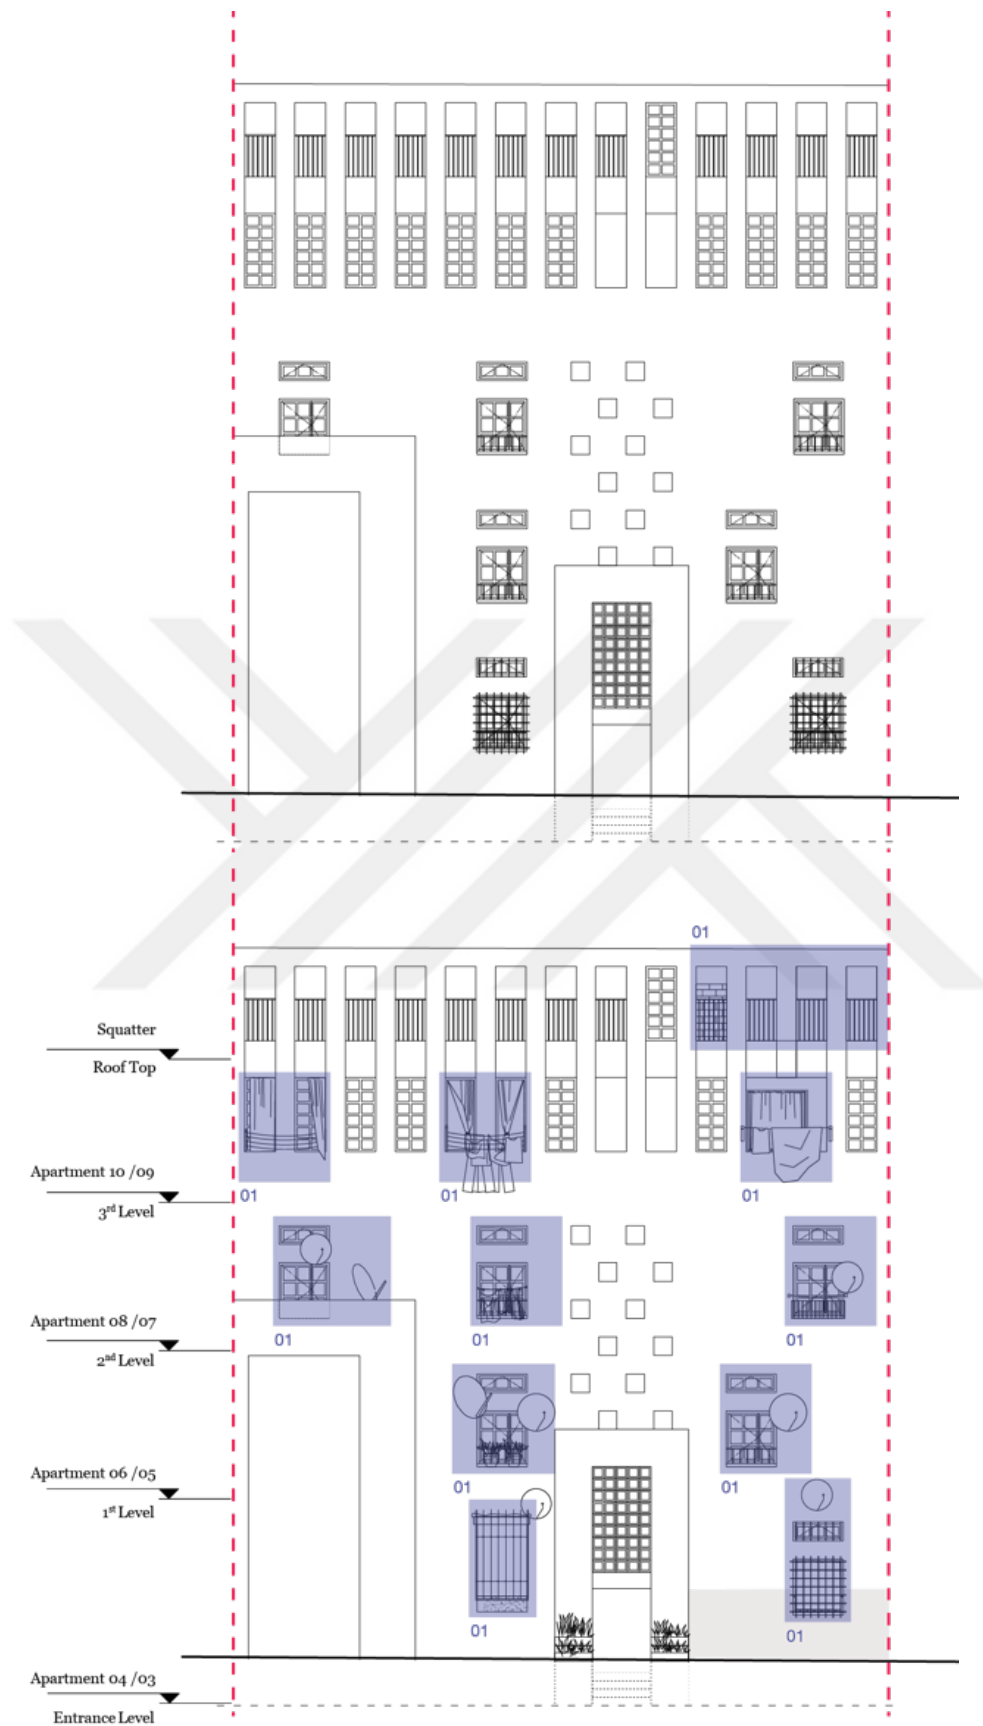 01
Squatter
Roof Top
Apartment 10 /09
01
01
01
3rd Level
Apartment 08 /07
01
01
01
2nd Level
Apartment 06 /05
01
01
1st Level
01
01
Apartment 04 /03
Entrance Level